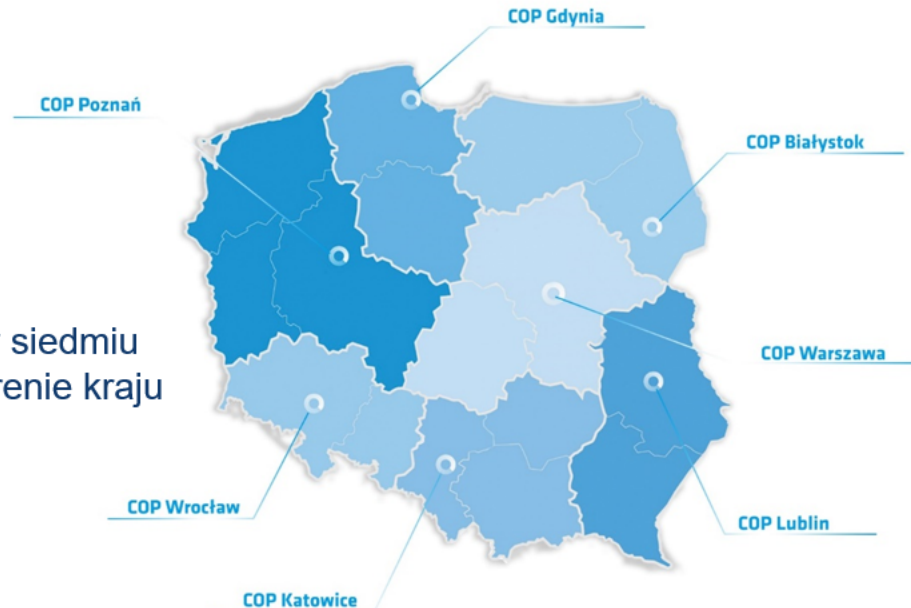 COP Gdynia
COP Poznań
COP Białystok
siedmiu
renie kraju
COP Warszawa
COP Wrocław
COP Lublin
COP Katowice